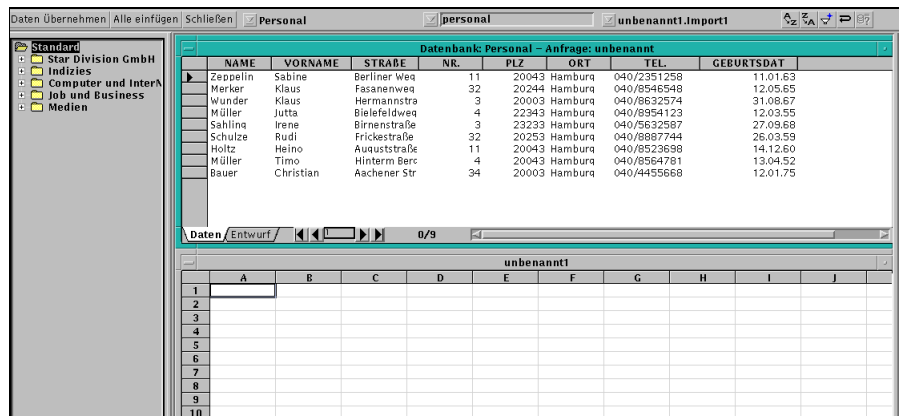 Daten Übernehmen Alle einfügen Schließen Personal personal unbenannt1.Import1
Standard
Star Division GmbH
Indizies
Computer und InterN
Job und Business
Medien
Datenbank: Personal – Anfrage: unbenannt
NAME VORNAME STRAßE NR. PLZ ORT TEL. GEBURTSDAT
Zeppelin Sabine Berliner Weg 11 20043 Hamburg 040/2351258 11.01.63
Merker Klaus Fasanenweg 32 20244 Hamburg 040/8546548 12.05.65
Wunder Klaus Hermannstra 3 20003 Hamburg 040/8632574 31.08.67
Müller Jutta Bielefeldweg 4 22343 Hamburg 040/8954123 12.03.55
Sahling Irene Birnenstraße 3 23233 Hamburg 040/5632587 27.09.68
Schulze Rudi Frickestraße 32 20253 Hamburg 040/8887744 26.03.59
Holtz Heino Auguststraße 11 20043 Hamburg 040/8523698 14.12.60
Müller Timo Hinterm Berg 4 20043 Hamburg 040/8564781 13.04.52
Bauer Christian Aachener Str 34 20003 Hamburg 040/4455668 12.01.75
Daten Entwurf 1 0/9
unbenannt1
A B C D E F G H I J
1
2
3
4
5
6
7
8
9
10